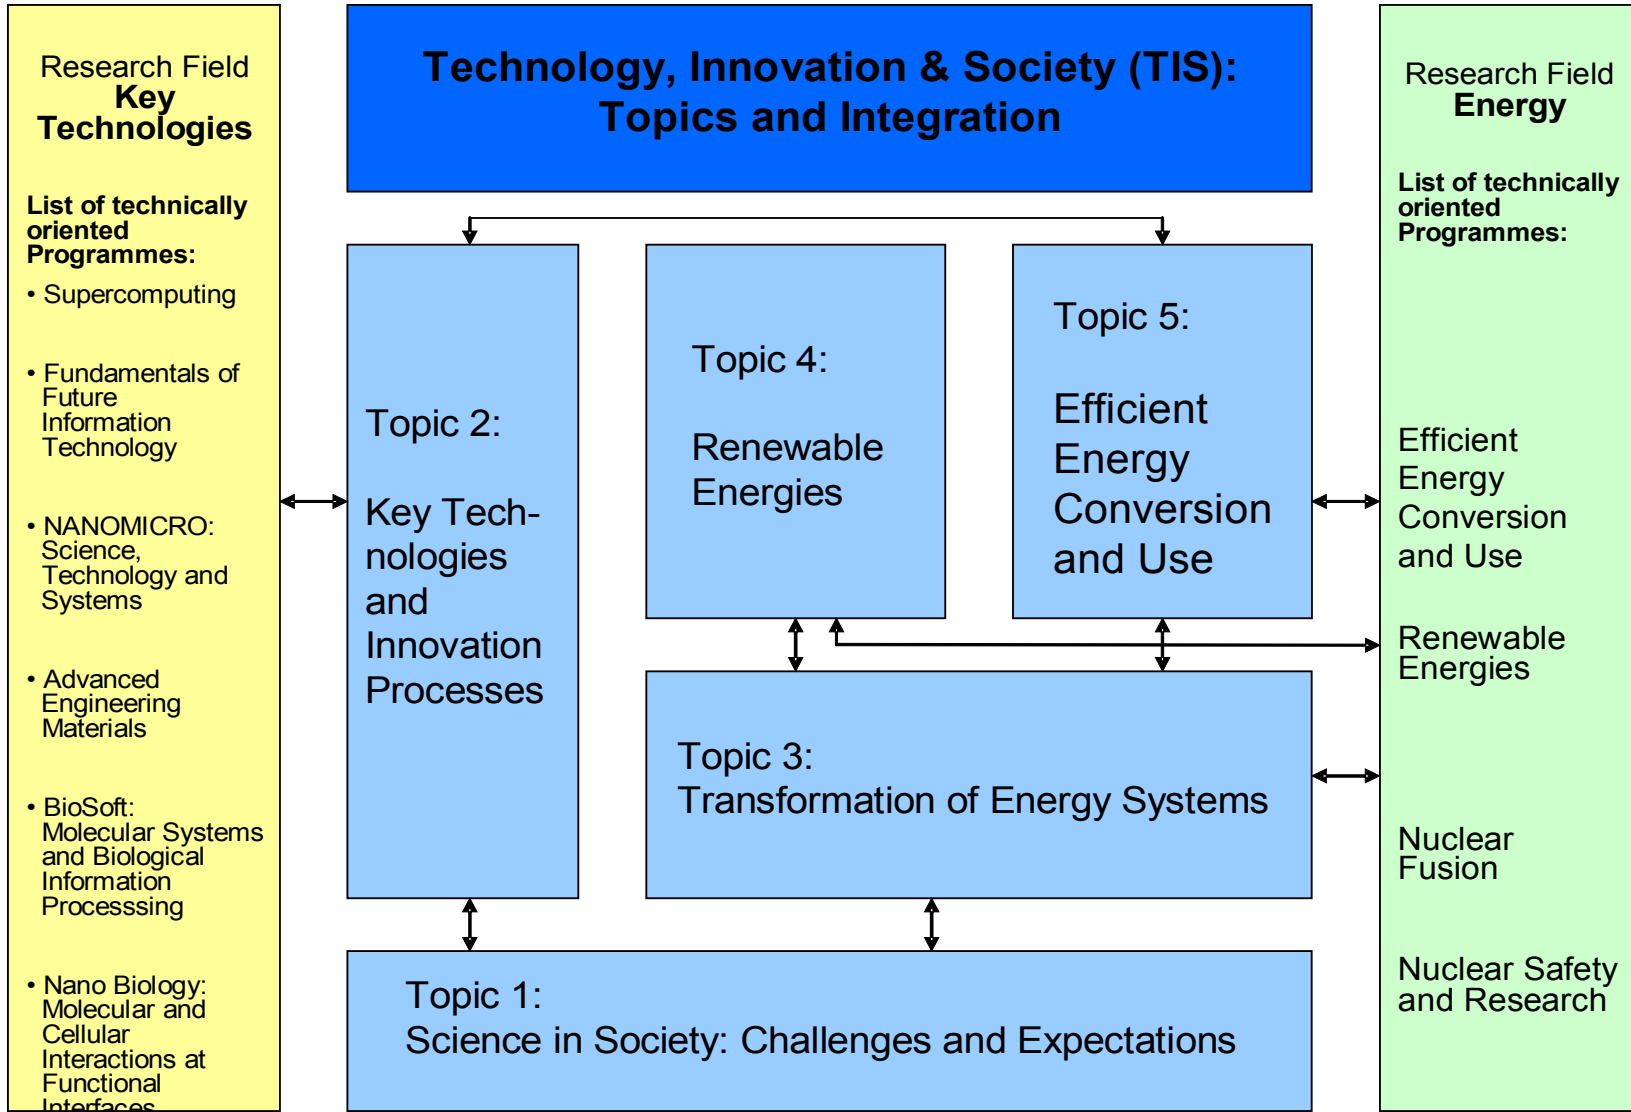 Research Field
Key
Technologies
List of technically
oriented
Programmes:
• Supercomputing
• Fundamentals of
Future
Information
Technology
• NANOMICRO:
Science,
Technology and
Systems
• Advanced
Engineering
Materials
• BioSoft:
Molecular Systems
and Biological
Information
Processsing
• Nano Biology:
Molecular and
Cellular
Interactions at
Functional
Interfaces
Technology, Innovation & Society (TIS):
Topics and Integration
Topic 2:
Key Tech-
nologies
and
Innovation
Processes
Topic 4:
Renewable
Energies
Topic 5:
Efficient
Energy
Conversion
and Use
Topic 3:
Transformation of Energy Systems
Topic 1:
Science in Society: Challenges and Expectations
Research Field
Energy
List of technically
oriented
Programmes:
Efficient
Energy
Conversion
and Use
Renewable
Energies
Nuclear
Fusion
Nuclear Safety
and Research